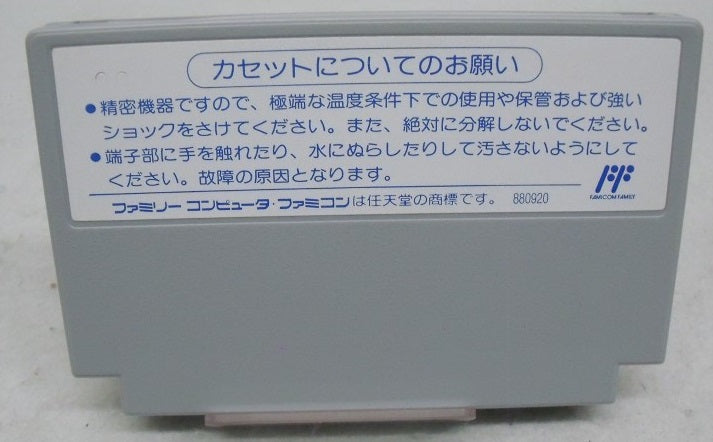 カセットについてのお願い
●精密機器ですので、極端な温度条件下での使用や保管および強い
ショックをさけてください。また、絶対に分解しないでください。
●端子部に手を触れたり、水にぬらしたりして汚さないようにして
ください。故障の原因となります。
FAMICOM FAMILY
ファミリー コンピュータ・ファミコンは任天堂の商標です。 880920